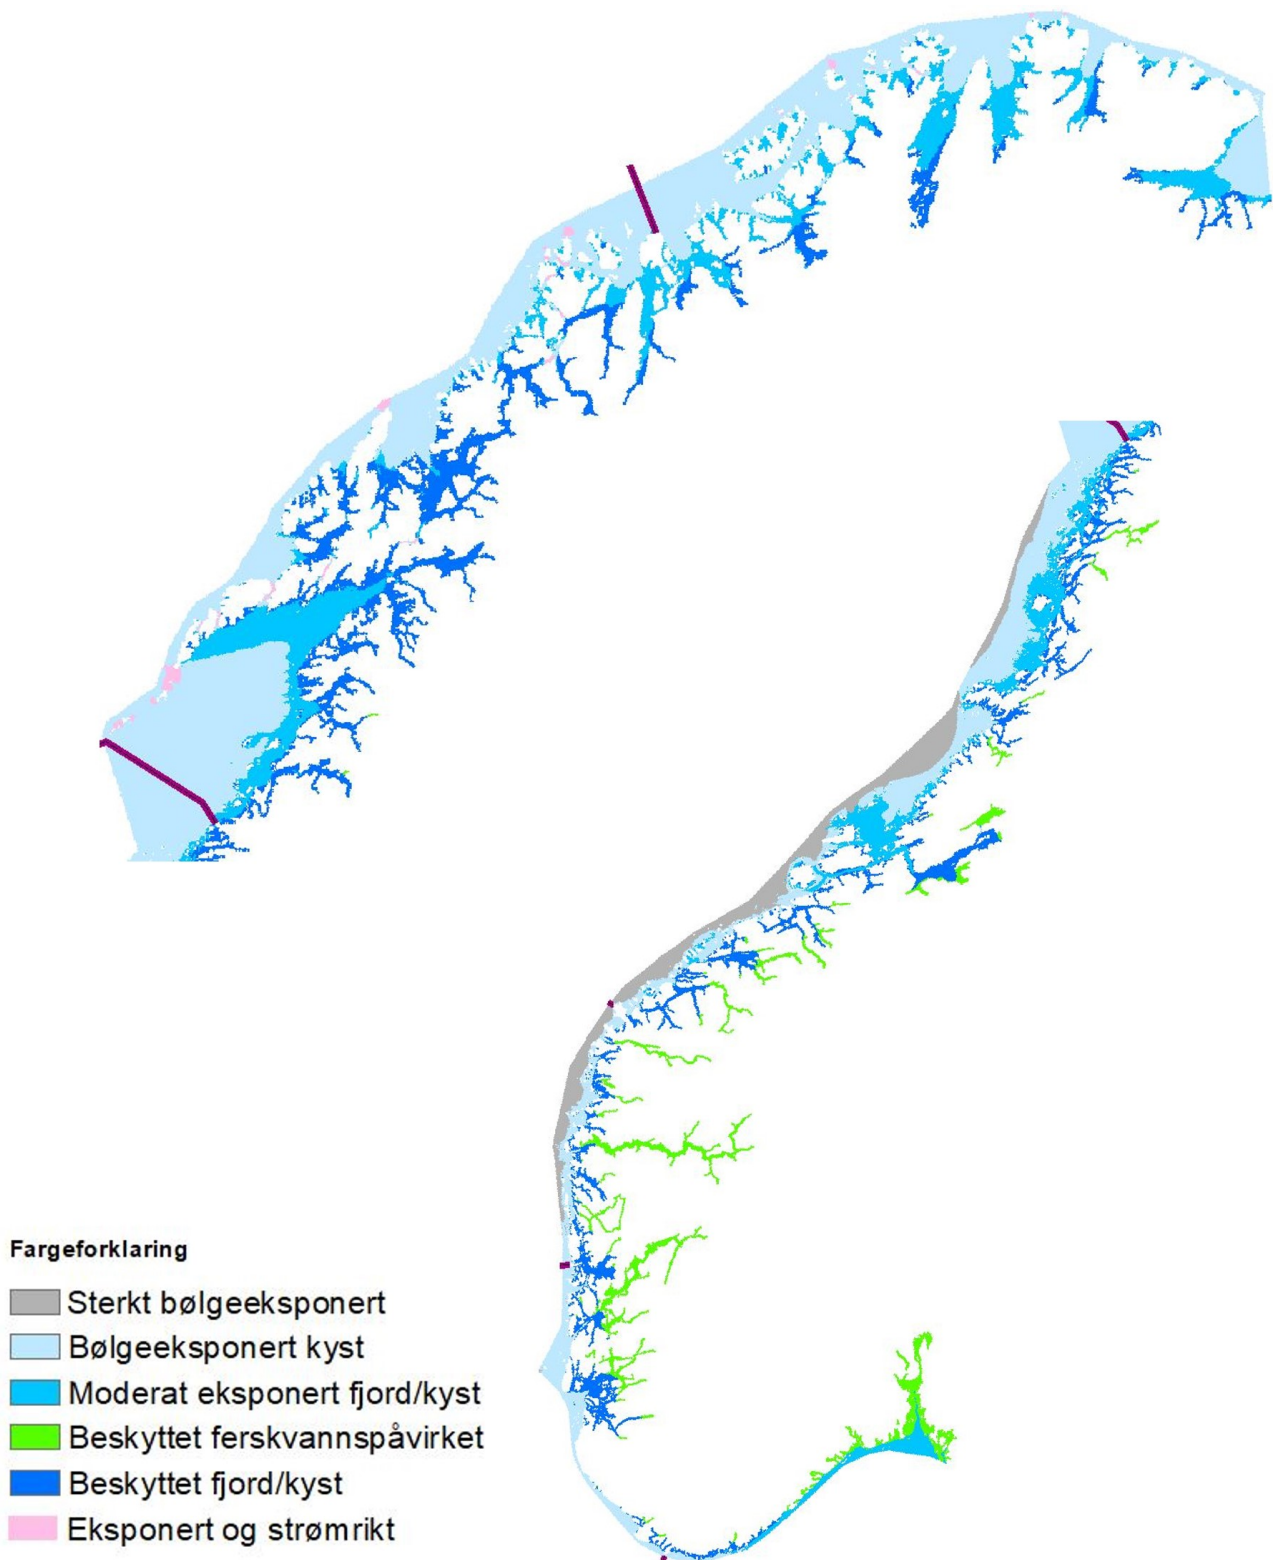 Fargeforklaring
Sterkt bølgeeksponert
Bølgeeksponert kyst
Moderat eksponert fjord/kyst
Beskyttet ferskvannspåvirket
Beskyttet fjord/kyst
Eksponert og strømrikt